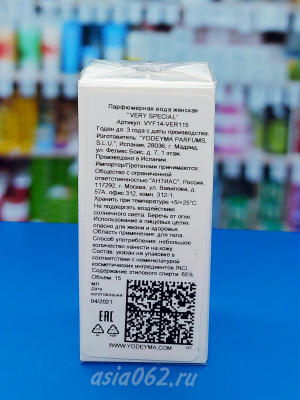 Парфюмерная вода женская
"VERY SPECIAL"
Артикул: VYF14-VER115
Годен до: 3 года с даты производства.
Изготовитель: "YODEYMA PARFUMS,
S.L.U.", Испания, 28036, г. Мадрид,
ул. Феликс Боис, д. 7, 1 этаж.
Произведено в Испании.
Импортер/Претензии принимает:
Общество с ограниченной
ответственностью "АНТИАС", Россия,
117292, г. Москва, ул. Вавилова, д.
57А, офис 312, комн. 312-1.
Хранить при температуре +5/+25°C.
Не подвергать воздействию
солнечного света. Беречь от огня.
Использование в пищевых целях
опасно для жизни и здоровья.
Область применения: для тела.
Способ употребления: небольшое
количество нанести на кожу.
Состав: указан на упаковке в
соответствии с номенклатурой
косметических ингредиентов INCI.
Содержание этилового спирта: 65%
Объем: 15
мл
Дата
изготовления:
04/2021
EAC
WWW.YODEYMA.COM
asia062.ru